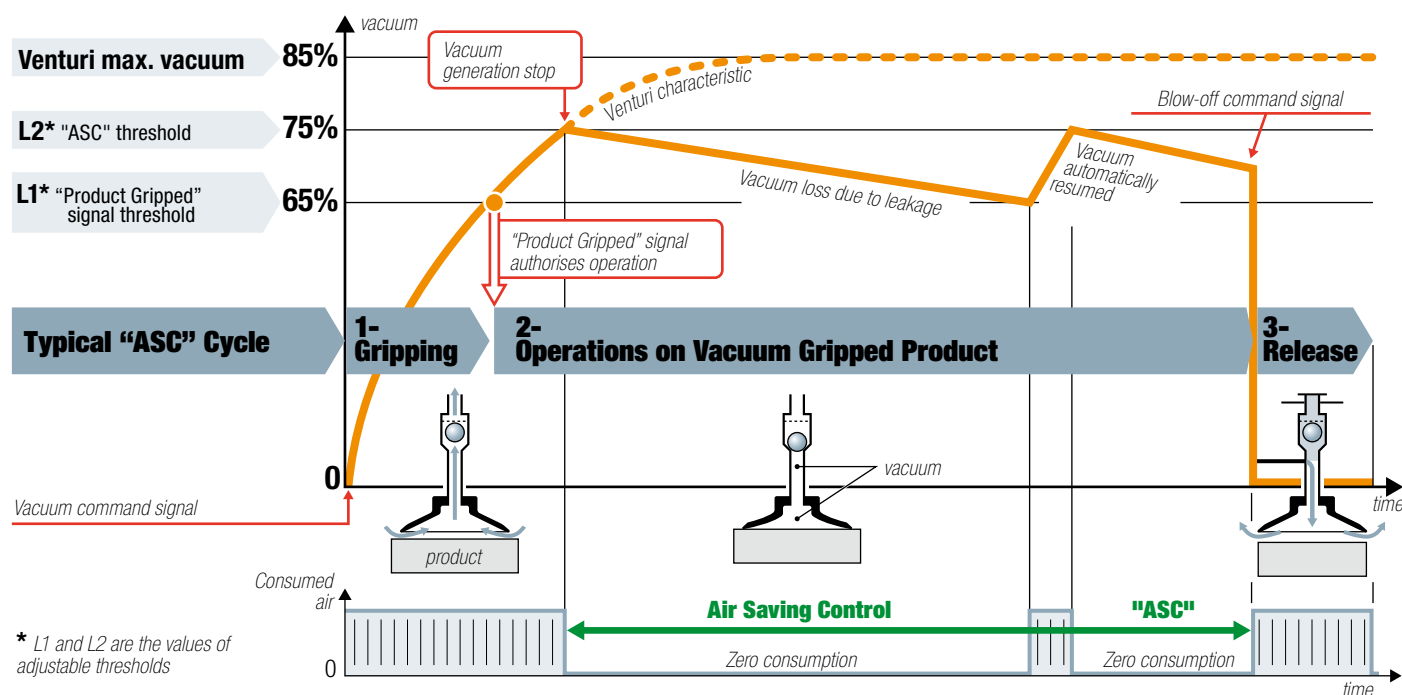 vacuum
Venturi max. vacuum
85%
Vacuum
generation stop
Venturi characteristic
Blow-off command signal
L2* "ASC" threshold
75%
L1* “Product Gripped”
signal threshold
65%
Vacuum loss due to leakage
Vacuum
automatically
resumed
“Product Gripped” signal
authorises operation
Typical “ASC” Cycle
1-
Gripping
2-
Operations on Vacuum Gripped Product
3-
Release
0
vacuum
time
Vacuum command signal
product
Consumed
air
Air Saving Control
"ASC"
* L1 and L2 are the values of
adjustable thresholds
0
Zero consumption
Zero consumption
time